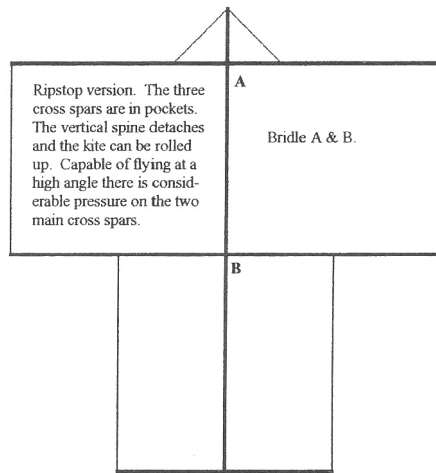 A
Ripstop version. The three
cross spars are in pockets.
The vertical spine detaches
and the kite can be rolled
up. Capable of flying at a
high angle there is consid-
erable pressure on the two
main cross spars.
Bridle A & B.
B